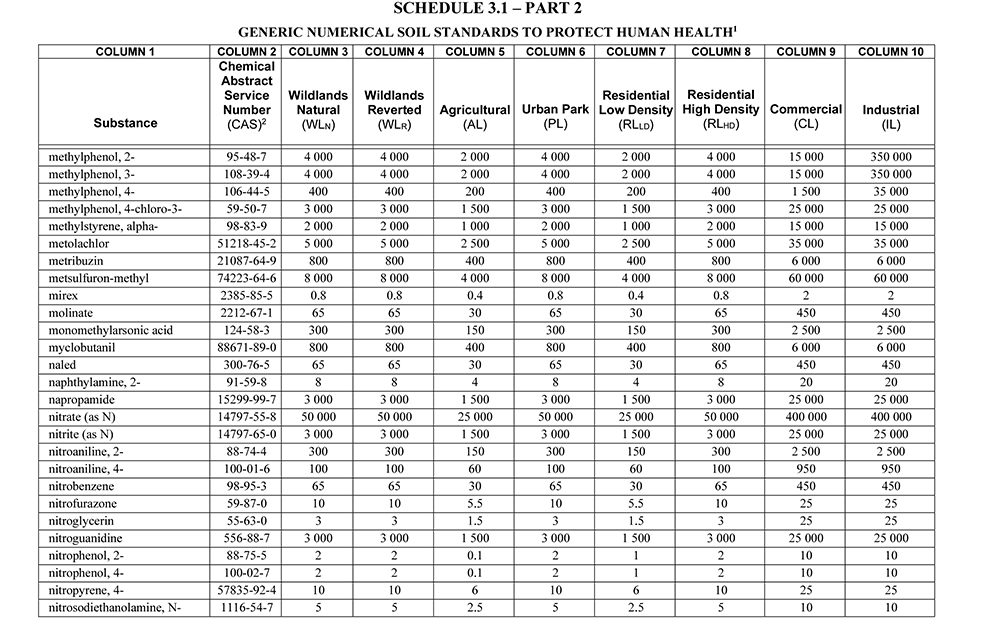 SCHEDULE 3.1 – PART 2
GENERIC NUMERICAL SOIL STANDARDS TO PROTECT HUMAN HEALTH1
COLUMN 1 COLUMN 2 COLUMN 3 COLUMN 4 COLUMN 5 COLUMN 6 COLUMN 7 COLUMN 8 COLUMN 9 COLUMN 10
Substance Chemical Abstract Service Number (CAS)2 Wildlands Natural (WLN) Wildlands Reverted (WLR) Agricultural (AL) Urban Park (PL) Residential Low Density (RLLD) Residential High Density (RLHD) Commercial (CL) Industrial (IL)
methylphenol, 2- 95-48-7 4 000 4 000 2 000 4 000 2 000 4 000 15 000 350 000
methylphenol, 3- 108-39-4 4 000 4 000 2 000 4 000 2 000 4 000 15 000 350 000
methylphenol, 4- 106-44-5 400 400 200 400 200 400 1 500 35 000
methylphenol, 4-chloro-3- 59-50-7 3 000 3 000 1 500 3 000 1 500 3 000 25 000 25 000
methylstyrene, alpha- 98-83-9 2 000 2 000 1 000 2 000 1 000 2 000 15 000 15 000
metolachlor 51218-45-2 5 000 5 000 2 500 5 000 2 500 5 000 35 000 35 000
metribuzin 21087-64-9 800 800 400 800 400 800 6 000 6 000
metsulfuron-methyl 74223-64-6 8 000 8 000 4 000 8 000 4 000 8 000 60 000 60 000
mirex 2385-85-5 0.8 0.8 0.4 0.8 0.4 0.8 2 2
molinate 2212-67-1 65 65 30 65 30 65 450 450
monomethylarsonic acid 124-58-3 300 300 150 300 150 300 2 500 2 500
myclobutanil 88671-89-0 800 800 400 800 400 800 6 000 6 000
naled 300-76-5 65 65 30 65 30 65 450 450
naphthylamine, 2- 91-59-8 8 8 4 8 4 8 20 20
napropamide 15299-99-7 3 000 3 000 1 500 3 000 1 500 3 000 25 000 25 000
nitrate (as N) 14797-55-8 50 000 50 000 25 000 50 000 25 000 50 000 400 000 400 000
nitrite (as N) 14797-65-0 3 000 3 000 1 500 3 000 1 500 3 000 25 000 25 000
nitroaniline, 2- 88-74-4 300 300 150 300 150 300 2 500 2 500
nitroaniline, 4- 100-01-6 100 100 60 100 60 100 950 950
nitrobenzene 98-95-3 65 65 30 65 30 65 450 450
nitrofurazone 59-87-0 10 10 5.5 10 5.5 10 25 25
nitroglycerin 55-63-0 3 3 1.5 3 1.5 3 25 25
nitroguanidine 556-88-7 3 000 3 000 1 500 3 000 1 500 3 000 25 000 25 000
nitrophenol, 2- 88-75-5 2 2 0.1 2 1 2 10 10
nitrophenol, 4- 100-02-7 2 2 0.1 2 1 2 10 10
nitropyrene, 4- 57835-92-4 10 10 6 10 6 10 25 25
nitrosodiethanolamine, N- 1116-54-7 5 5 2.5 5 2.5 5 10 10